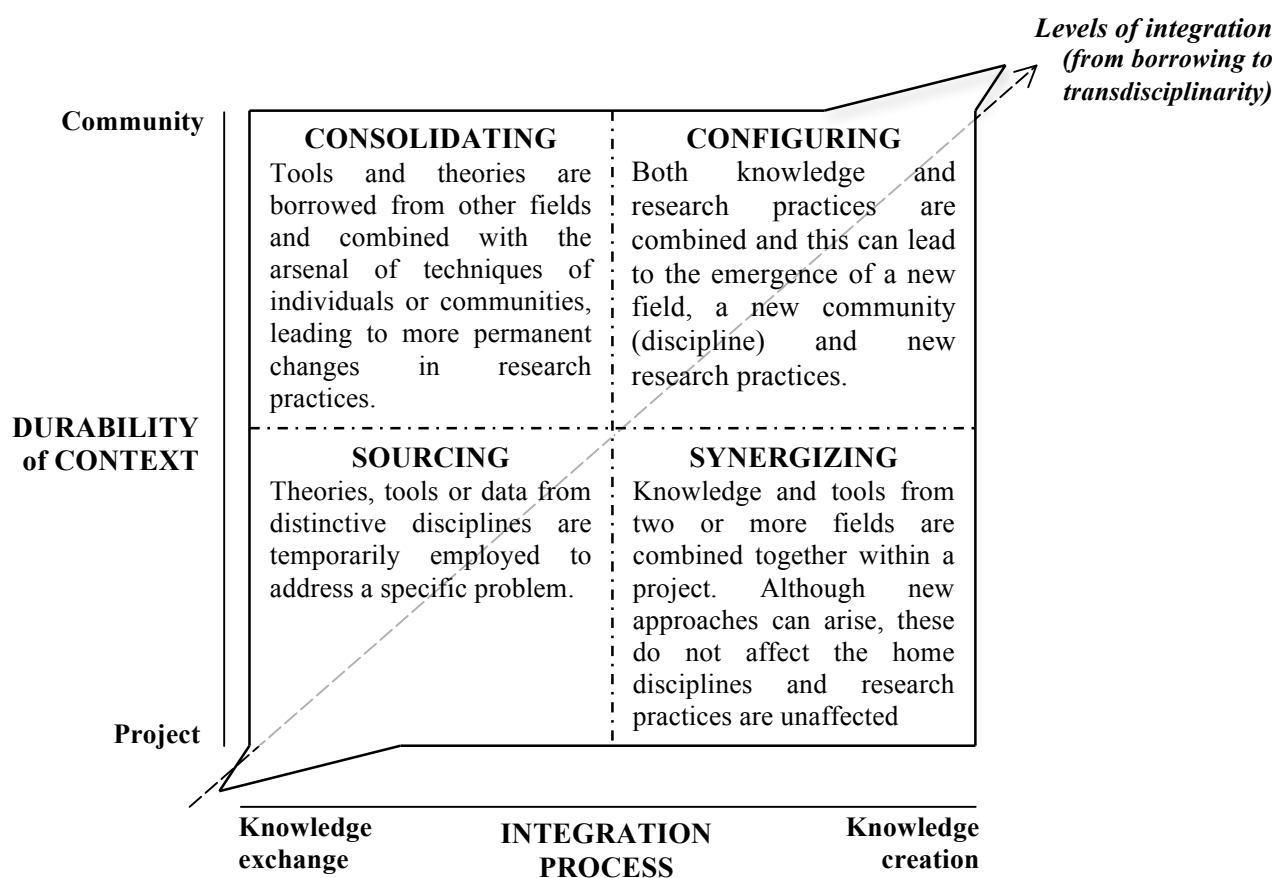 Levels of integration
(from borrowing to
transdisciplinarity)
Community
CONSOLIDATING
Tools and theories are
borrowed from other fields
and combined with the
arsenal of techniques of
individuals or communities,
leading to more permanent
changes in research
practices.
CONFIGURING
Both knowledge and
research practices are
combined and this can lead
to the emergence of a new
field, a new community
(discipline) and new
research practices.
DURABILITY
of CONTEXT
SOURCING
Theories, tools or data from
distinctive disciplines are
temporarily employed to
address a specific problem.
SYNERGIZING
Knowledge and tools from
two or more fields are
combined together within a
project. Although new
approaches can arise, these
do not affect the home
disciplines and research
practices are unaffected
Project
Knowledge
exchange
INTEGRATION
PROCESS
Knowledge
creation